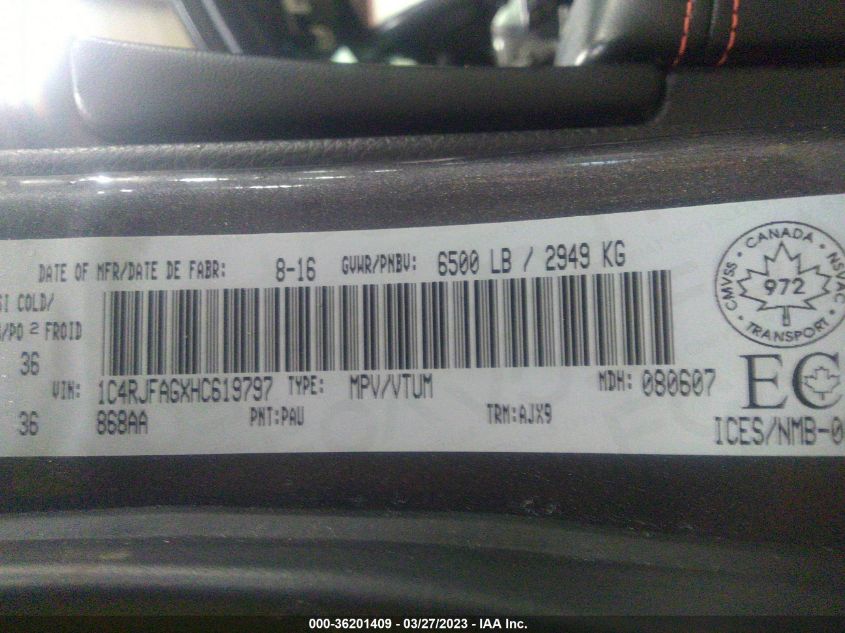 DATE OF MFR/DATE DE FABR: 8-16 GVWR/PNBV: 6500 LB / 2949 KG
SI COLD/
/PO 2 FROID
36
VIN: 1C4RJFAGXHC619797 TYPE: MPV/VTUM MDH: 080607
36 868AA PNT:PAU TRM:AJX9
CANADA
CMVSS 972 NSVAC
TRANSPORT
EC
ICES/NMB-0
000-36201409 — 03/27/2023 — IAA Inc.